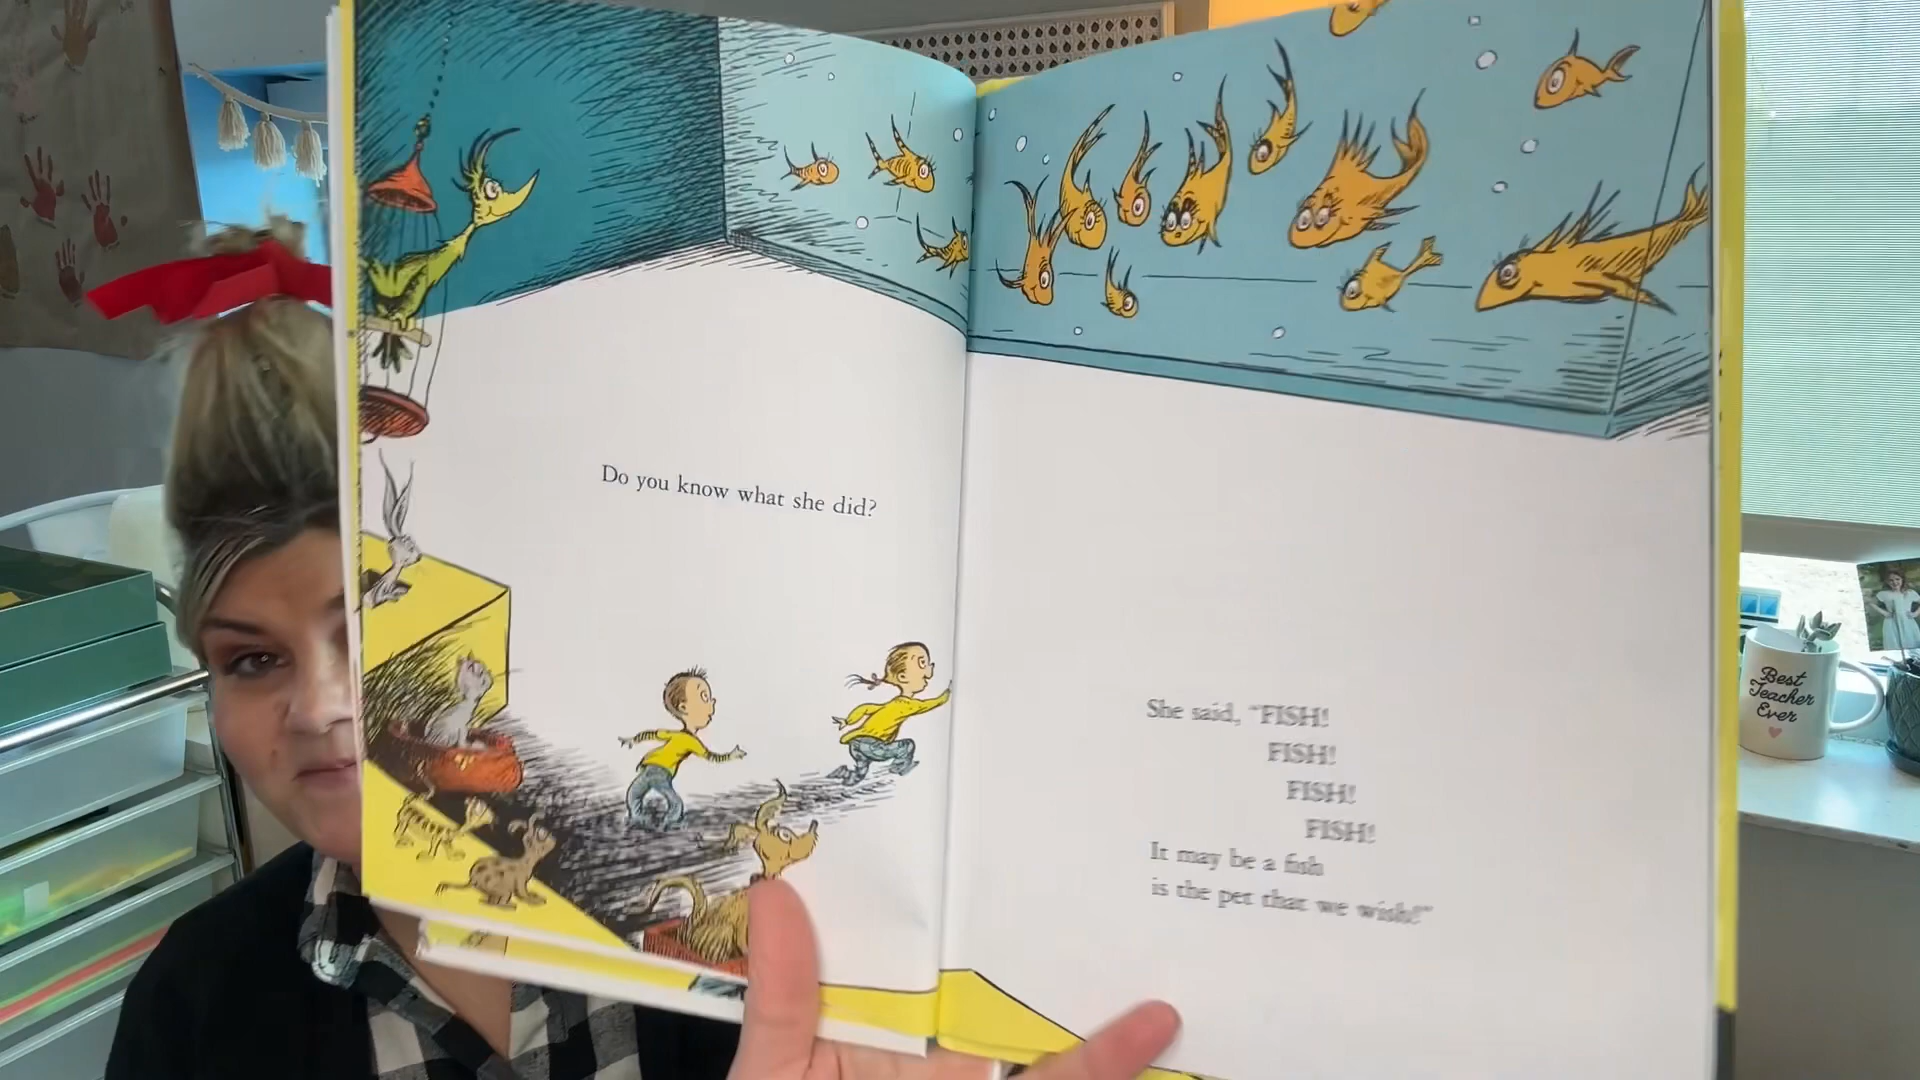 Do you know what she did?
She said, "FISH!
FISH!
FISH!
FISH!
It may be a fish
is the pet that we wish!"
Best
Teacher
Ever